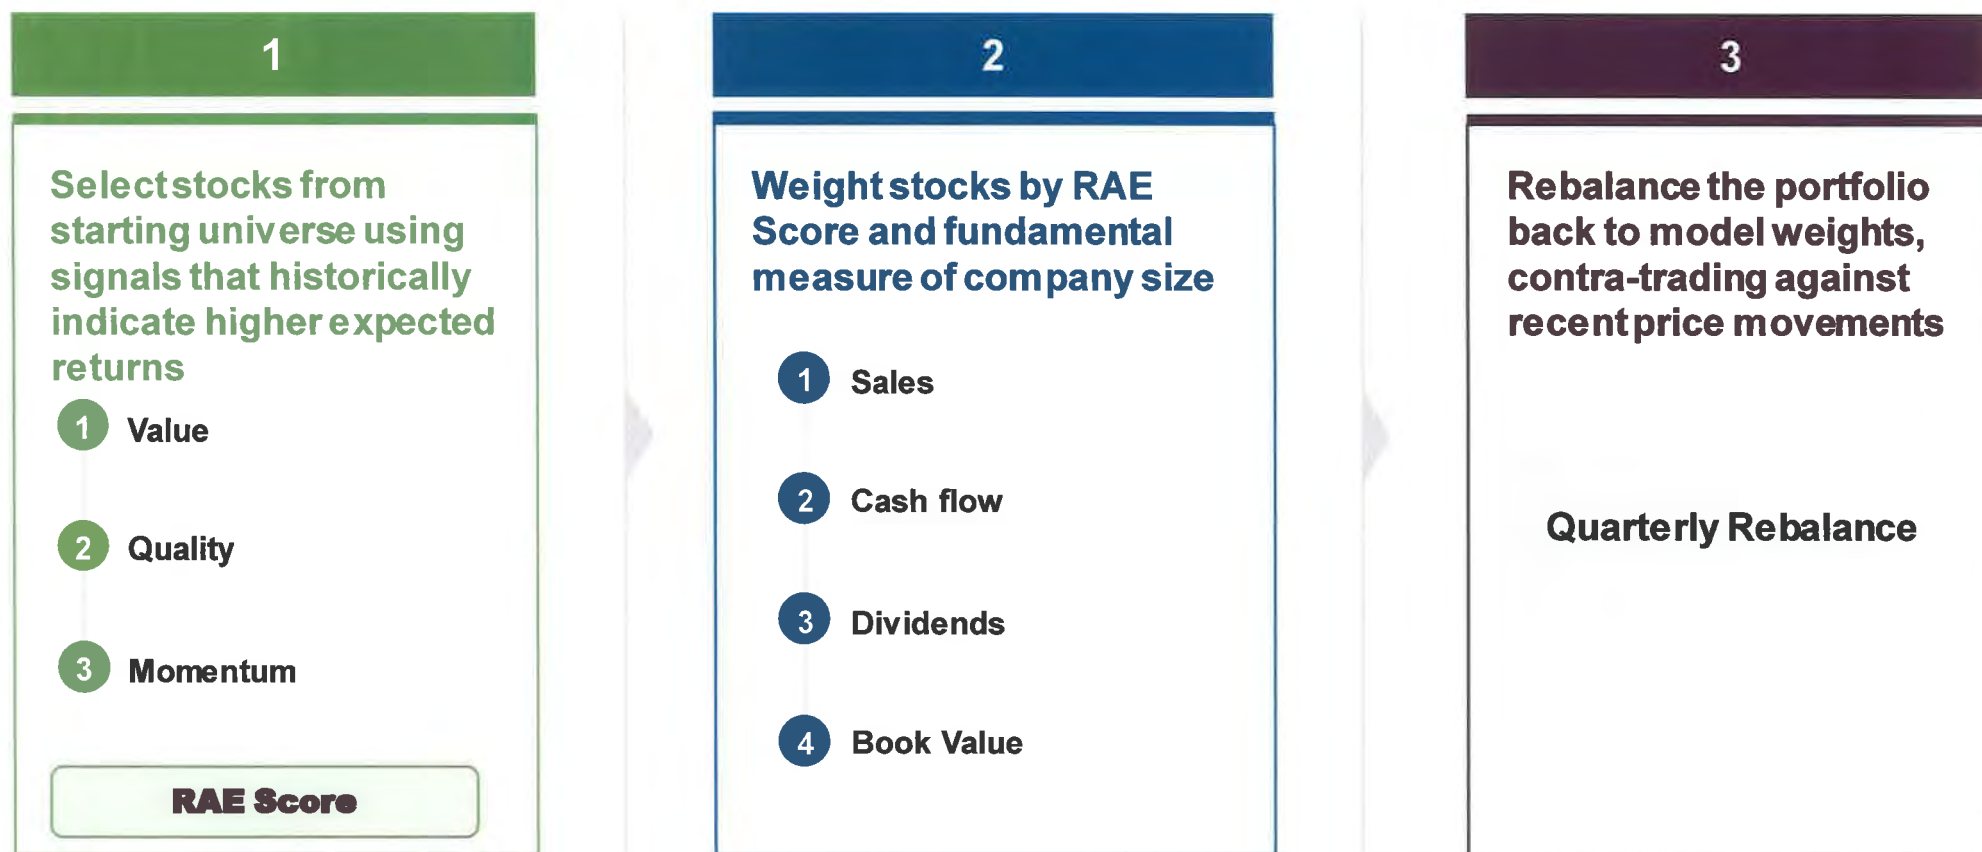 1
Select stocks from
starting universe using
signals that historically
indicate higher expected
returns
1 Value
2 Quality
3 Momentum
RAE Score
2
Weight stocks by RAE
Score and fundamental
measure of company size
1 Sales
2 Cash flow
3 Dividends
4 Book Value
3
Rebalance the portfolio
back to model weights,
contra-trading against
recent price movements
Quarterly Rebalance